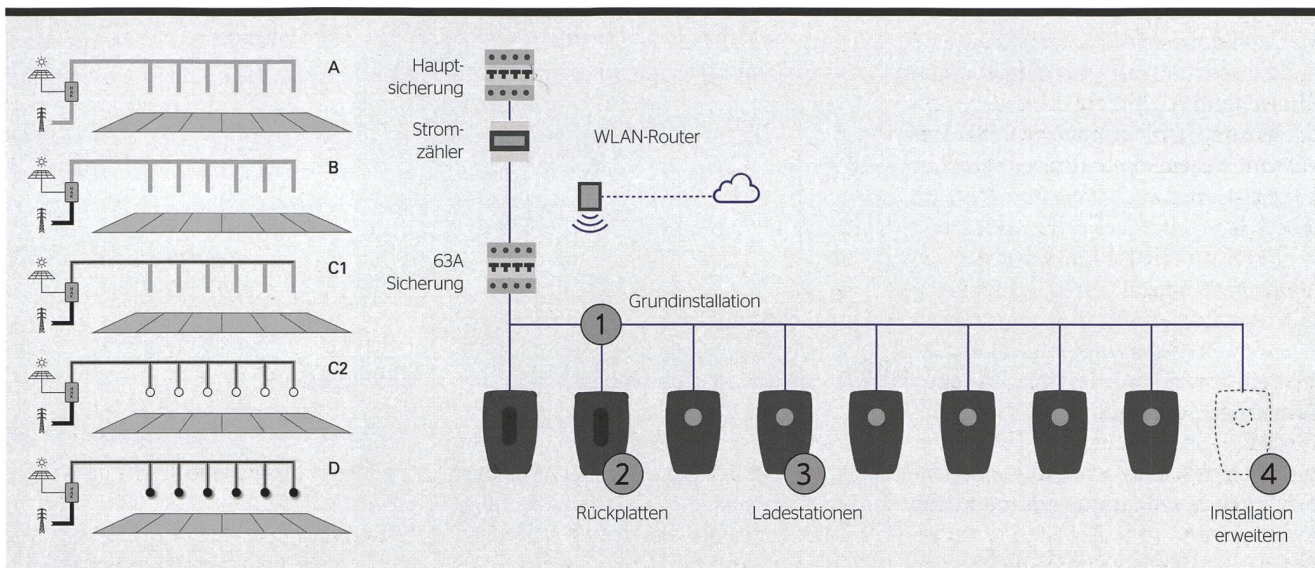 A
B
C1
C2
D
Haupt-
sicherung
Strom-
zähler
WLAN-Router
63A
Sicherung
Grundinstallation
1
2
3
4
Rückplatten
Ladestationen
Installation
erweitern